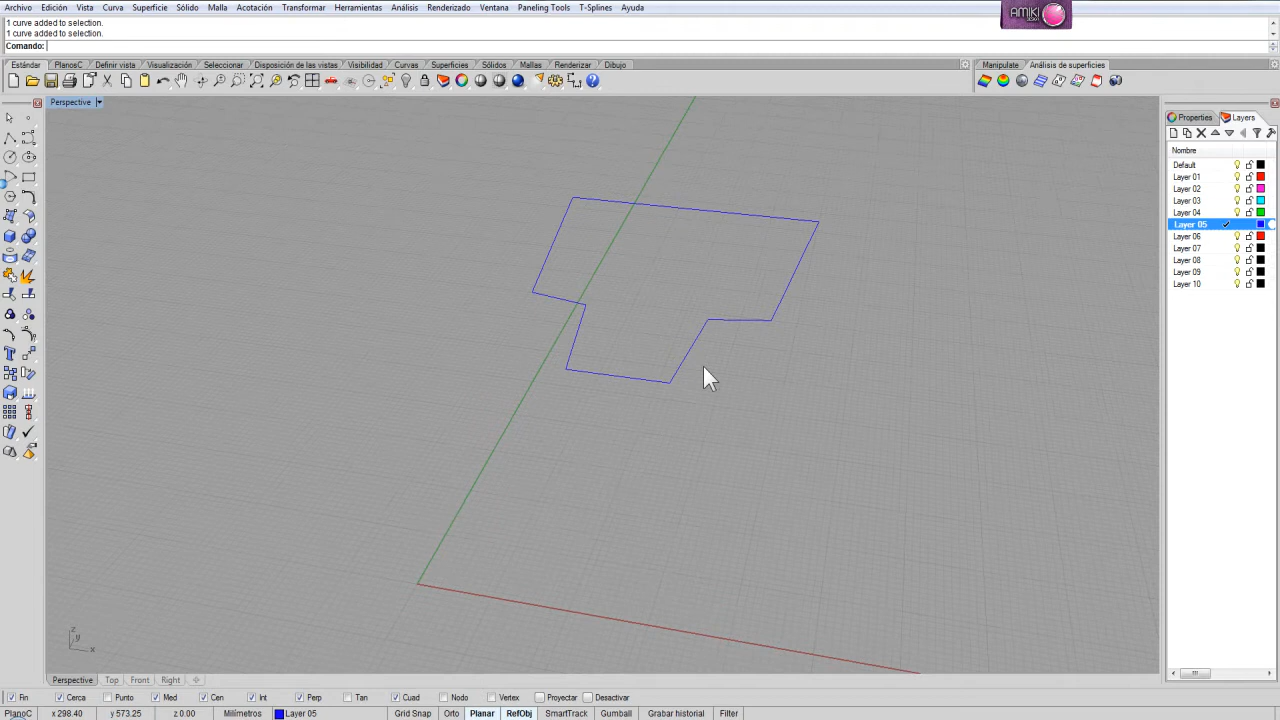 Archivo Edición Vista Curva Superficie Sólido Malla Acotación Transformar Herramientas Análisis Renderizado Ventana Paneling Tools T-Splines Ayuda
AMIKI
1 curve added to selection.
1 curve added to selection.
Comando:
Estándar PlanosC Definir vista Visualización Seleccionar Disposición de las vistas Visibilidad Curvas Superficies Sólidos Mallas Renderizar Dibujo Manipulate Análisis de superficies
Perspective
Properties Layers
Nombre
Default
Layer 01
Layer 02
Layer 03
Layer 04
Layer 05
Layer 06
Layer 07
Layer 08
Layer 09
Layer 10
z
y
x
Perspective Top Front Right
Fin Cerca Punto Med Cen Int Perp Tan Cuad Nodo Vertex Proyectar Desactivar
PlanoC x 298.40 y 573.25 z 0.00 Milímetros Layer 05 Grid Snap Orto Planar RefObj SmartTrack Gumball Grabar historial Filter